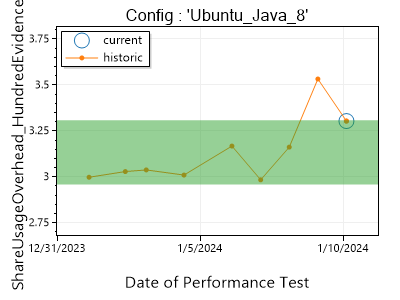 Config : 'Ubuntu_Java_8'
ShareUsageOverhead_HundredEvidence
current
historic
3.75
3.5
3.25
3
2.75
12/31/2023
1/5/2024
1/10/2024
Date of Performance Test